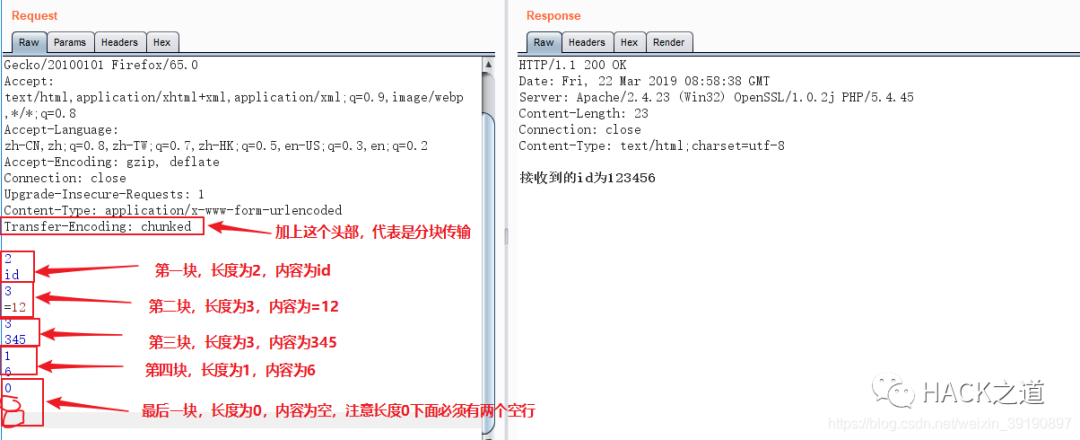 Request
Raw Params Headers Hex
Gecko/20100101 Firefox/65.0
Accept:
text/html,application/xhtml+xml,application/xml;q=0.9,image/webp
,*/*;q=0.8
Accept-Language:
zh-CN,zh;q=0.8,zh-TW;q=0.7,zh-HK;q=0.5,en-US;q=0.3,en;q=0.2
Accept-Encoding: gzip, deflate
Connection: close
Upgrade-Insecure-Requests: 1
Content-Type: application/x-www-form-urlencoded
Transfer-Encoding: chunked
加上这个头部，代表是分块传输
2
id
第一块，长度为2，内容为id
3
=12
第二块，长度为3，内容为=12
3
345
第三块，长度为3，内容为345
1
6
第四块，长度为1，内容为6
0
最后一块，长度为0，内容为空，注意长度0下面必须有两个空行
Response
Raw Headers Hex Render
HTTP/1.1 200 OK
Date: Fri, 22 Mar 2019 08:58:38 GMT
Server: Apache/2.4.23 (Win32) OpenSSL/1.0.2j PHP/5.4.45
Content-Length: 23
Connection: close
Content-Type: text/html;charset=utf-8
接收到的id为123456
HACK之道
https://blog.csdn.net/weixin_39190897